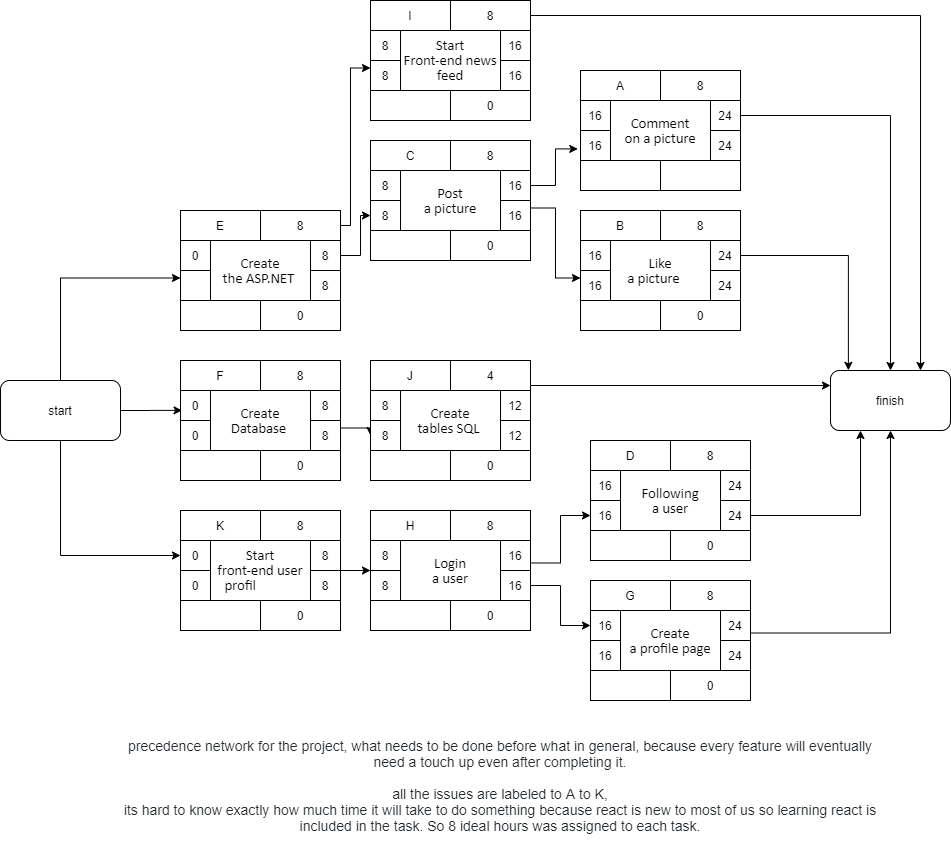 I 8
8 Start 16
Front-end news
8 feed 16
0
A 8
16 Comment 24
16 on a picture 24
C 8
8 Post 16
8 a picture 16
0
E 8
0 Create 8
the ASP.NET
8
0
B 8
16 Like 24
16 a picture 24
0
start
F 8
0 Create 8
0 Database 8
0
J 4
8 Create 12
8 tables SQL 12
0
finish
D 8
16 Following 24
16 a user 24
0
K 8
0 Start 8
front-end user
0 profil 8
0
H 8
8 Login 16
8 a user 16
0
G 8
16 Create 24
16 a profile page 24
0
precedence network for the project, what needs to be done before what in general, because every feature will eventually
need a touch up even after completing it.
all the issues are labeled to A to K,
its hard to know exactly how much time it will take to do something because react is new to most of us so learning react is
included in the task. So 8 ideal hours was assigned to each task.